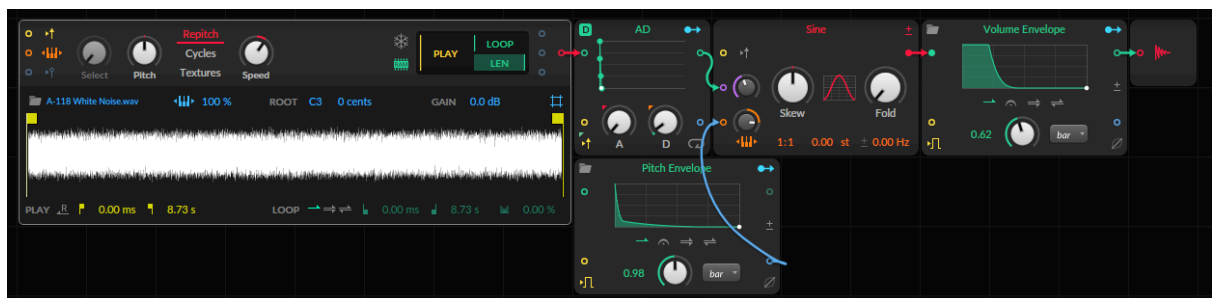 Select
Pitch
Repitch
Cycles
Textures
Speed
PLAY
LOOP
LEN
A-118 White Noise.wav
100 %
ROOT C3 0 cents
GAIN 0.0 dB
PLAY R 0.00 ms 8.73 s
LOOP 0.00 ms 8.73 s 0.00 %
D AD
A D
Sine
±
Skew
Fold
1:1 0.00 st ± 0.00 Hz
Volume Envelope
±
0.62 bar
Pitch Envelope
±
0.98 bar